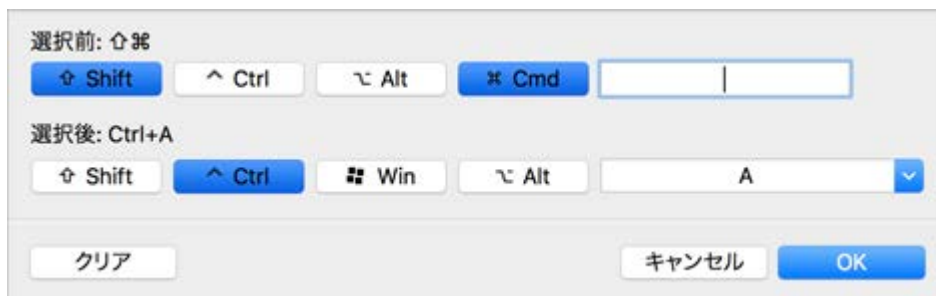 選択前: ⇧⌘
⇧ Shift ^ Ctrl ⌥ Alt ⌘ Cmd
選択後: Ctrl+A
⇧ Shift ^ Ctrl Win ⌥ Alt A
クリア キャンセル OK